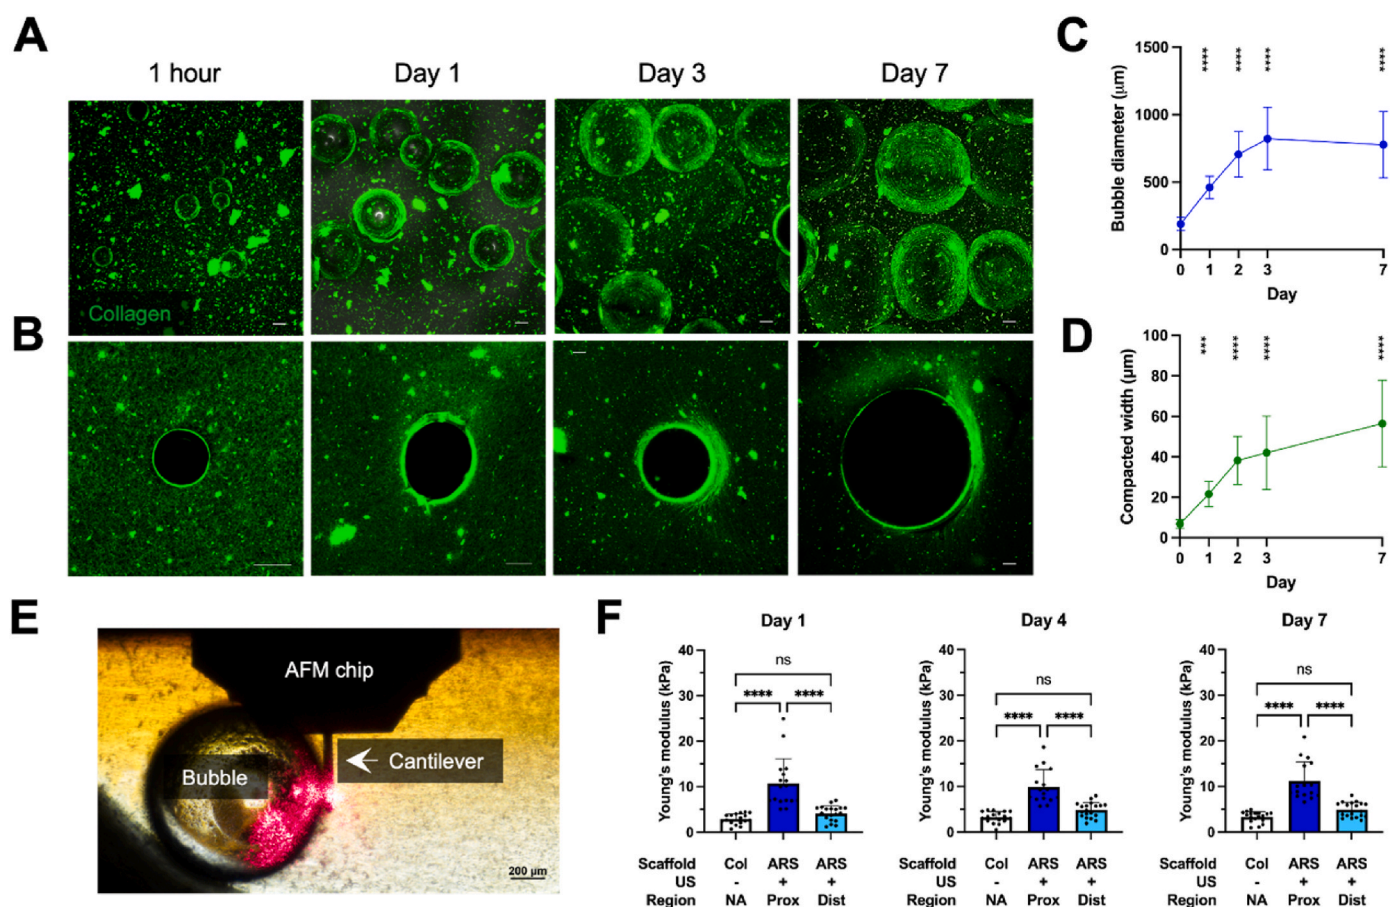 A
1 hour
Day 1
Day 3
Day 7
Collagen
B
C
1500
1000
500
0
Bubble diameter (μm)
****
****
****
****
0
1
2
3
7
Day
D
100
80
60
40
20
0
Compacted width (μm)
***
****
****
****
0
1
2
3
7
Day
E
AFM chip
Bubble
Cantilever
200 μm
F
Day 1
40
30
20
10
0
Young's modulus (kPa)
ns
**** ****
Scaffold Col ARS ARS
US - + +
Region NA Prox Dist
Day 4
40
30
20
10
0
Young's modulus (kPa)
ns
**** ****
Scaffold Col ARS ARS
US - + +
Region NA Prox Dist
Day 7
40
30
20
10
0
Young's modulus (kPa)
ns
**** ****
Scaffold Col ARS ARS
US - + +
Region NA Prox Dist